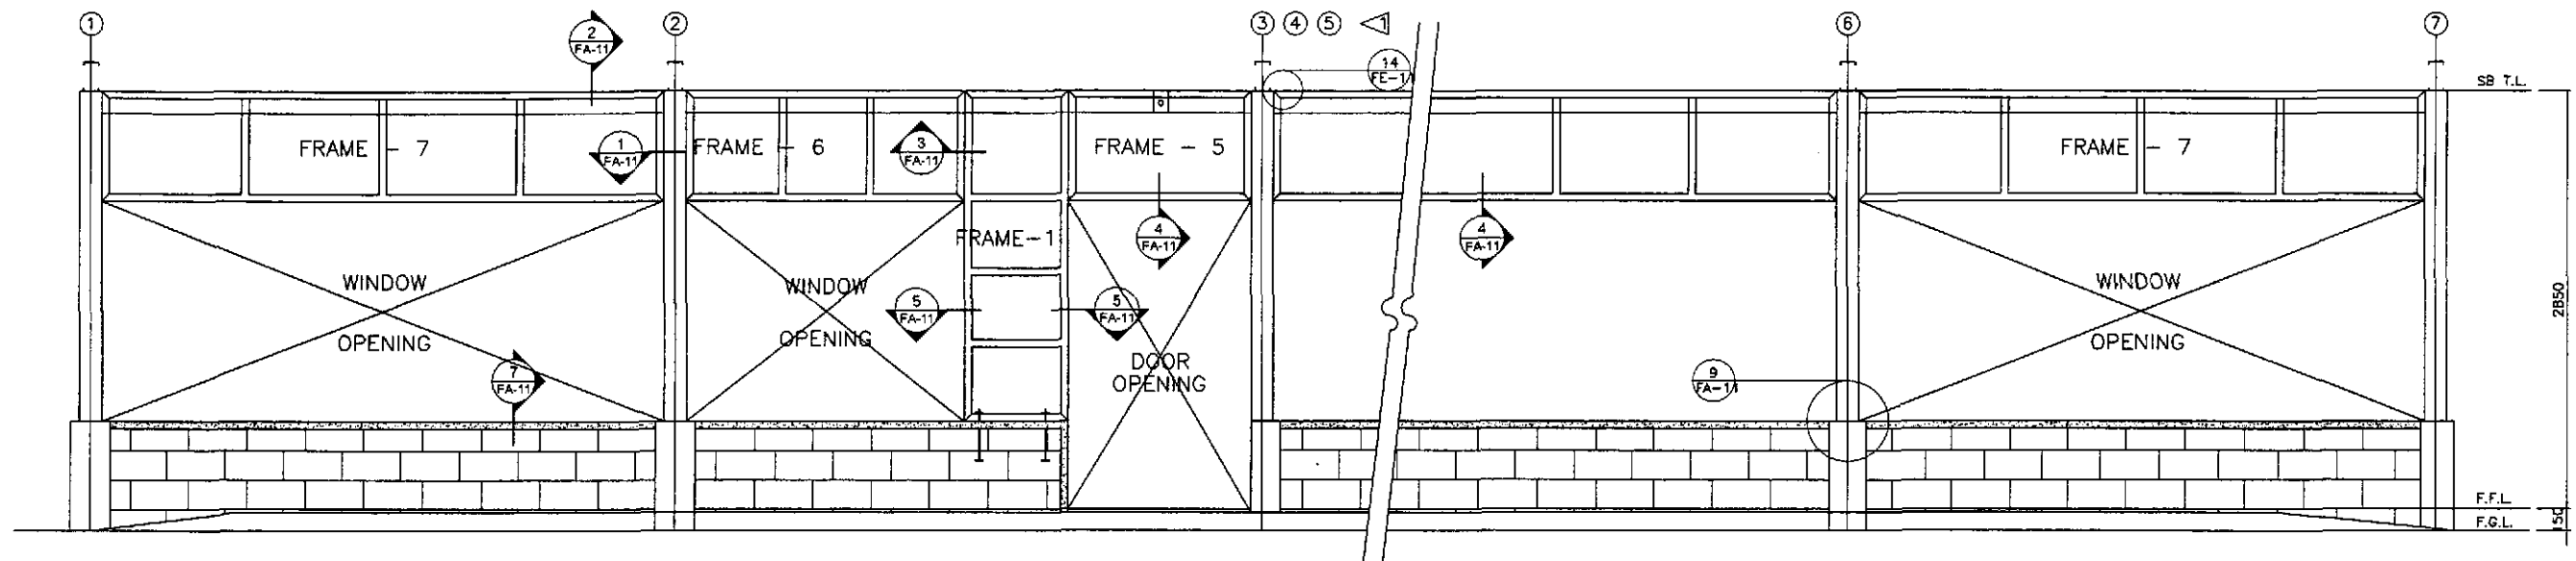 1
2
3
4
5
1
6
7
2
FA-11
14
FE-11
SB T.L.
FRAME - 7
1
FA-11
FRAME - 6
3
FA-11
FRAME - 5
FRAME - 7
FRAME-1
4
FA-11
4
FA-11
WINDOW
OPENING
WINDOW
OPENING
5
FA-11
5
FA-11
WINDOW
OPENING
2850
7
FA-11
DOOR
OPENING
9
FA-11
F.F.L.
150
F.G.L.